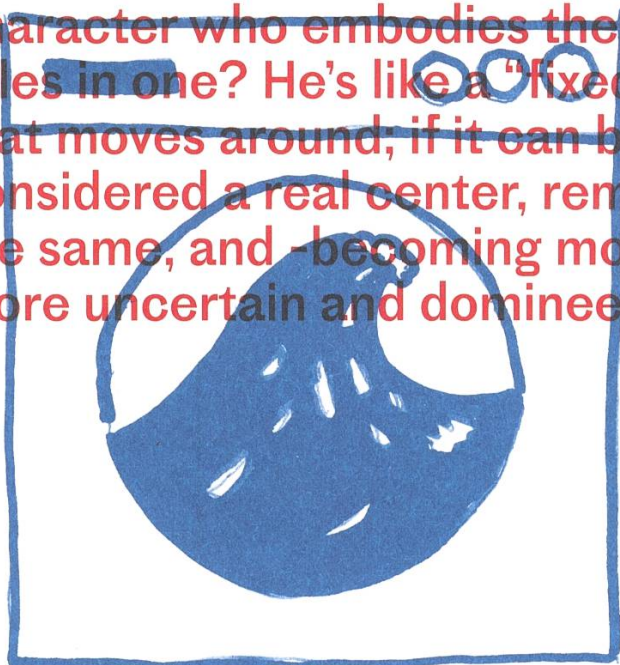 aracter who embodies the
les in one? He's like a “fixed
at moves around; if it can b
onsidered a real center, rem
e same, and -becoming mo
ore uncertain and dominee